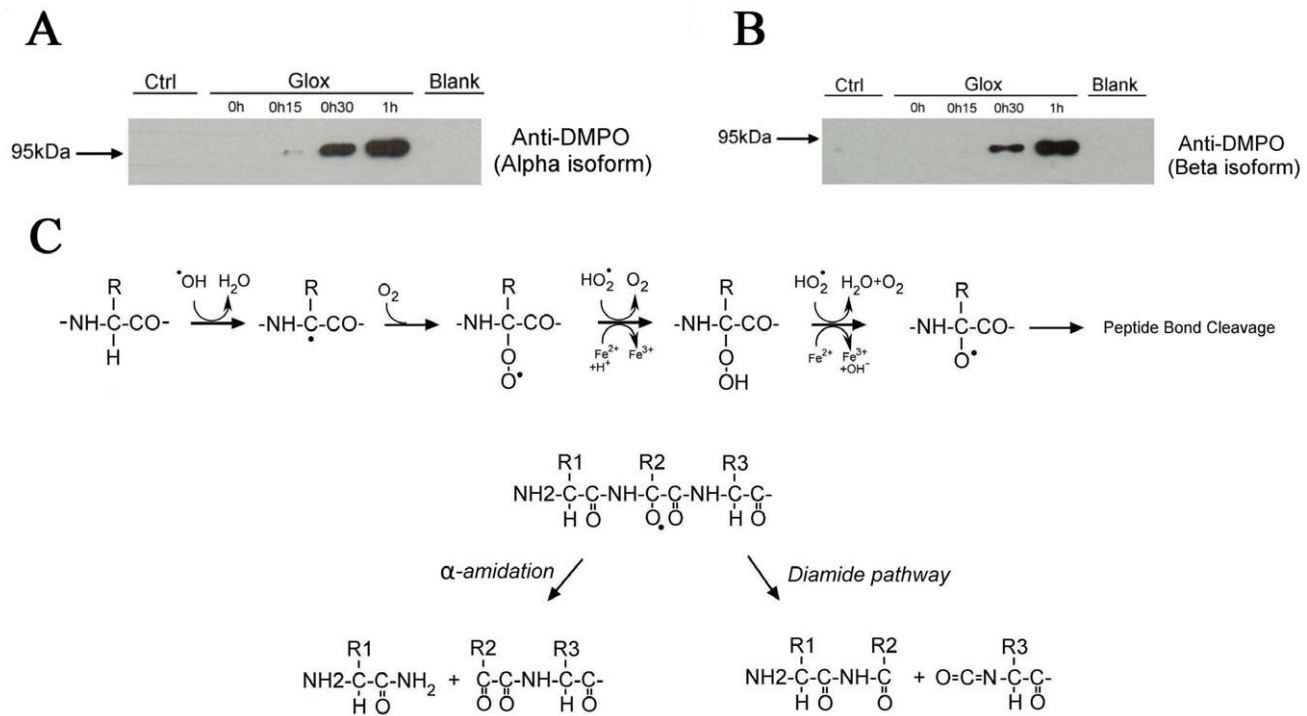 A
Ctrl Glox Blank
0h 0h15 0h30 1h
95kDa
Anti-DMPO
(Alpha isoform)
B
Ctrl Glox Blank
0h 0h15 0h30 1h
95kDa
Anti-DMPO
(Beta isoform)
C
R •OH H₂O R O₂ R HO₂• O₂ R HO₂• H₂O+O₂ R
-NH-C-CO- -NH-C-CO- -NH-C-CO- -NH-C-CO- -NH-C-CO- Peptide Bond Cleavage
H • O Fe²⁺ Fe³⁺ O Fe²⁺ Fe³⁺ O•
O• +H⁺ OH +OH⁻
R1 R2 R3
NH2-C-C-NH-C-C-NH-C-C-
H O O• O H O
α-amidation Diamide pathway
R1 R2 R3 R1 R2 R3
NH2-C-C-NH₂ + C-C-NH-C-C- NH2-C-C-NH-C + O=C=N-C-C-
H O O O H O H O O H O